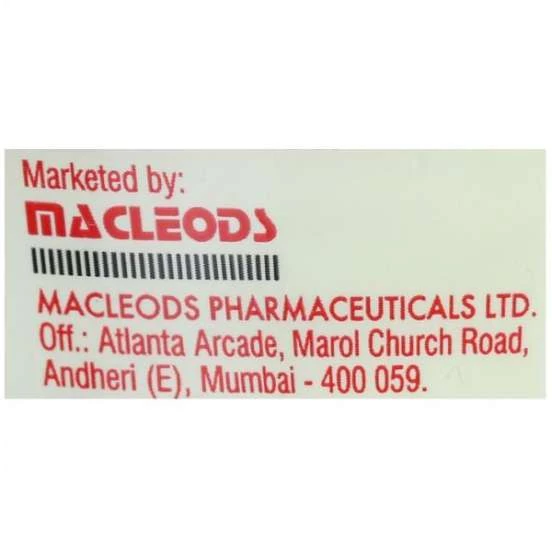 Marketed by:
MACLEODS
MACLEODS PHARMACEUTICALS LTD.
Off.: Atlanta Arcade, Marol Church Road,
Andheri (E), Mumbai - 400 059.